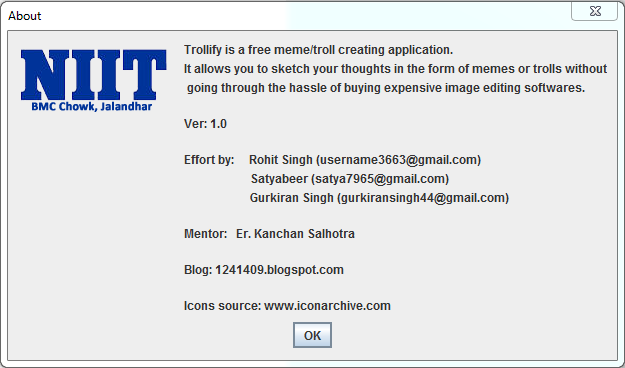 About
NIIT
BMC Chowk, Jalandhar
Trollify is a free meme/troll creating application.
It allows you to sketch your thoughts in the form of memes or trolls without
going through the hassle of buying expensive image editing softwares.
Ver: 1.0
Effort by: Rohit Singh (username3663@gmail.com)
Satyabeer (satya7965@gmail.com)
Gurkiran Singh (gurkiransingh44@gmail.com)
Mentor: Er. Kanchan Salhotra
Blog: 1241409.blogspot.com
Icons source: www.iconarchive.com
OK